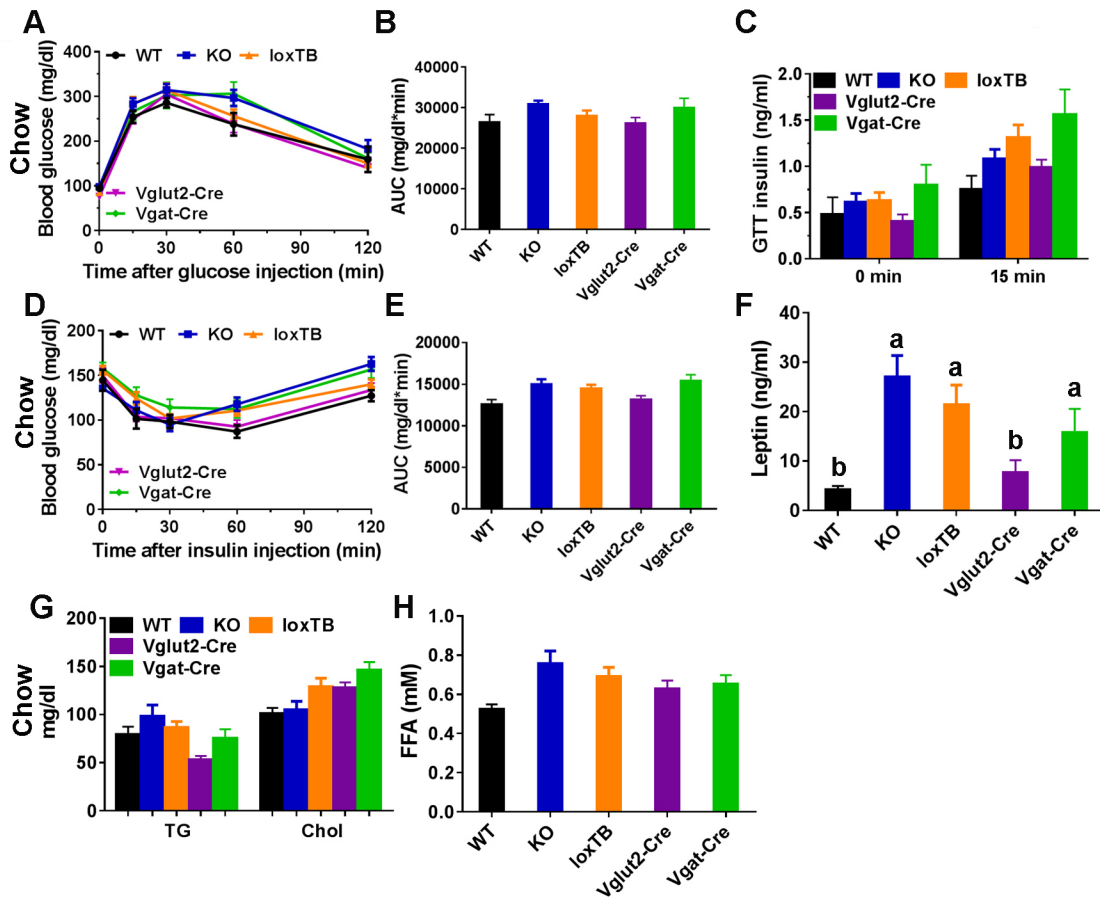 A
WT KO loxTB
Blood glucose (mg/dl)
Chow
400
300
200
100
0
Vglut2-Cre
Vgat-Cre
0 30 60 90 120
Time after glucose injection (min)
B
AUC (mg/dl*min)
40000
30000
20000
10000
0
WT KO loxTB Vglut2-Cre Vgat-Cre
C
GTT insulin (ng/ml)
2.0
1.5
1.0
0.5
0.0
WT KO loxTB
Vglut2-Cre
Vgat-Cre
0 min 15 min
D
WT KO loxTB
Blood glucose (mg/dl)
Chow
200
150
100
50
0
Vglut2-Cre
Vgat-Cre
0 30 60 90 120
Time after insulin injection (min)
E
AUC (mg/dl*min)
20000
15000
10000
5000
0
WT KO loxTB Vglut2-Cre Vgat-Cre
F
Leptin (ng/ml)
40
30
20
10
0
b a a b a
WT KO loxTB Vglut2-Cre Vgat-Cre
G
Chow
mg/dl
200
150
100
50
0
WT KO loxTB
Vglut2-Cre
Vgat-Cre
TG Chol
H
FFA (mM)
1.0
0.8
0.6
0.4
0.2
0.0
WT KO loxTB Vglut2-Cre Vgat-Cre